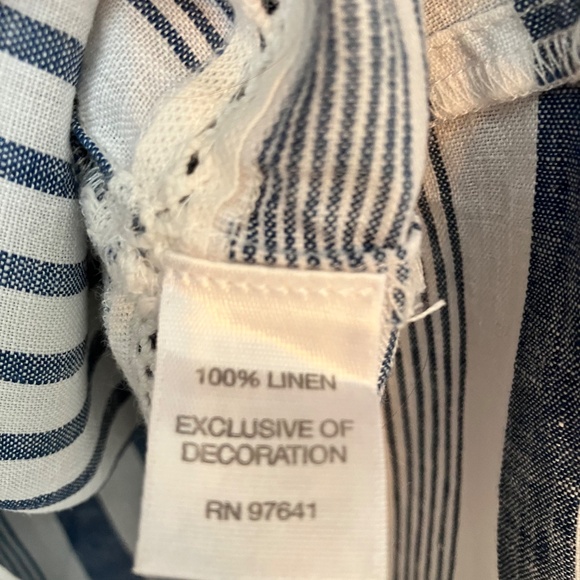 100% LINEN
EXCLUSIVE OF
DECORATION
RN 97641